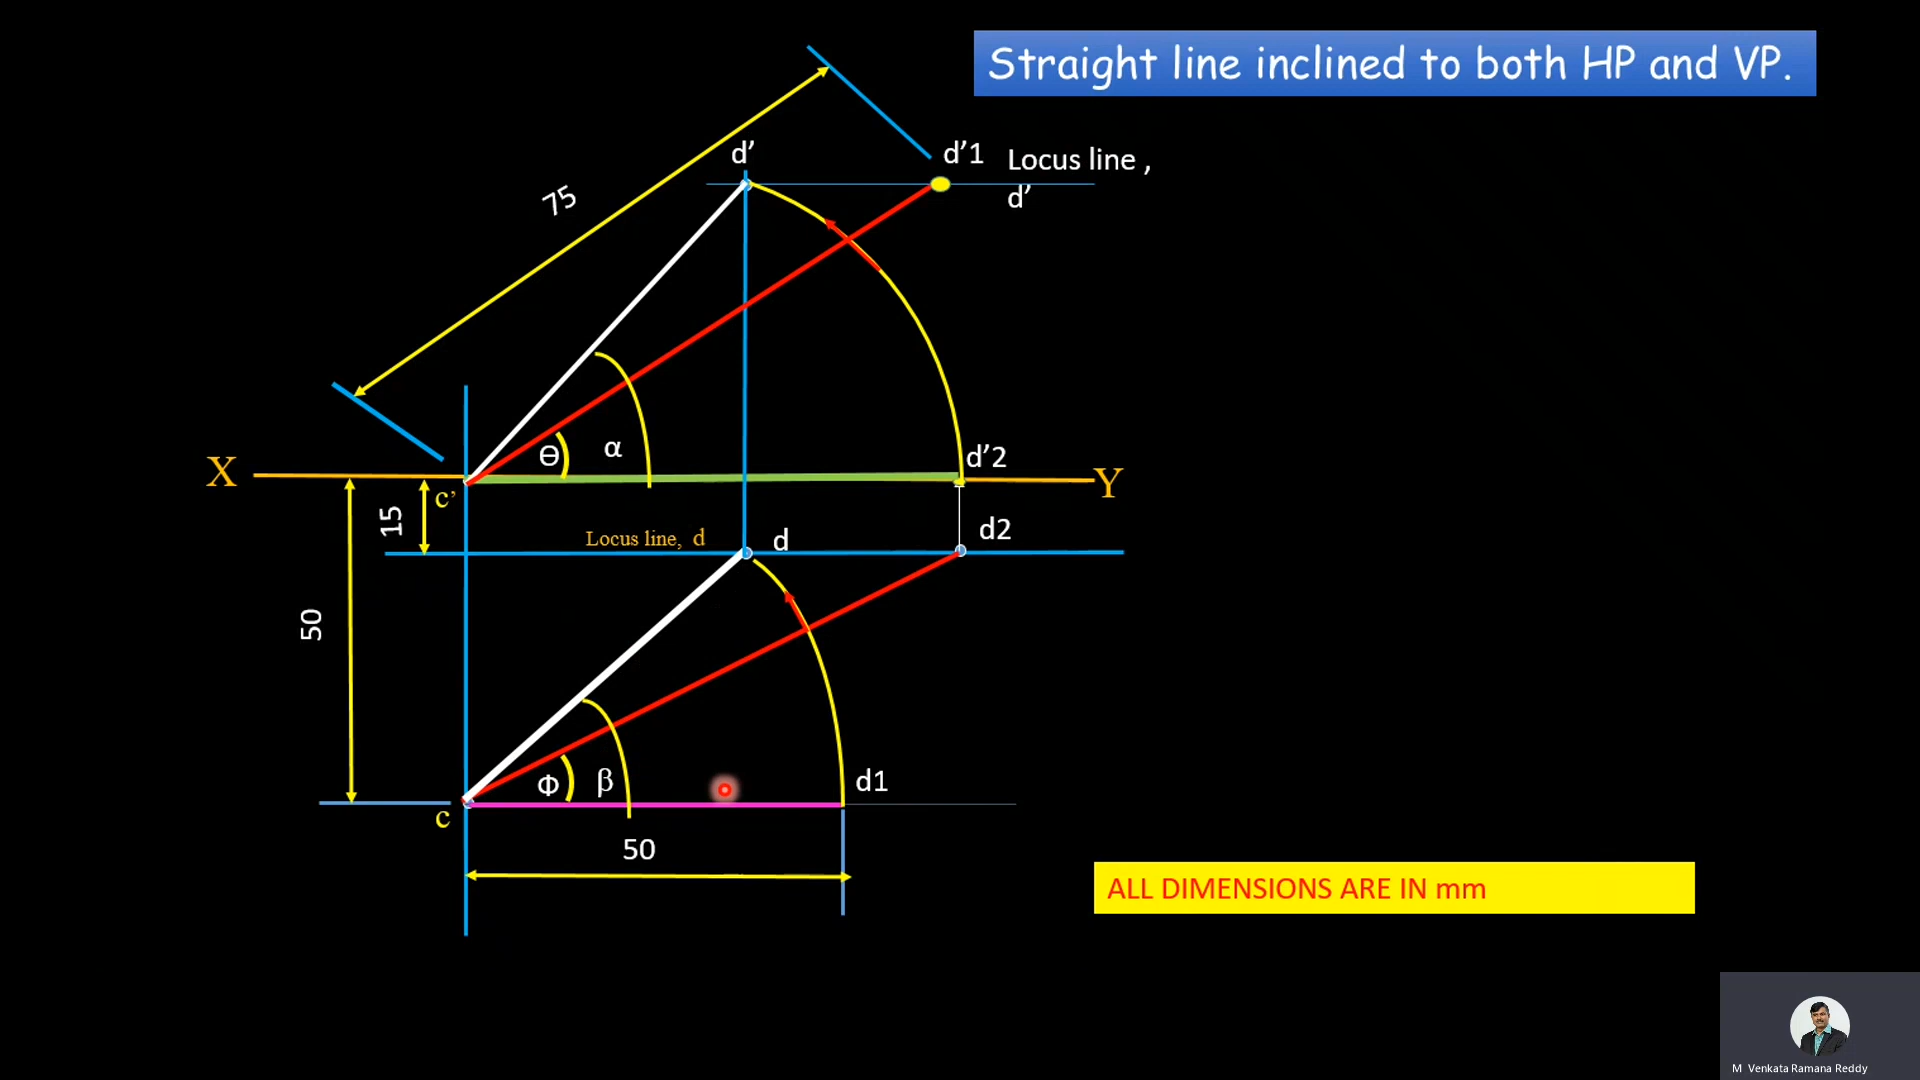 Straight line inclined to both HP and VP.
d’
d’1
Locus line ,
d’
75
ɵ
α
d’2
X
Y
c’
15
Locus line, d
d
d2
50
Φ
β
d1
c
50
ALL DIMENSIONS ARE IN mm
M Venkata Ramana Reddy